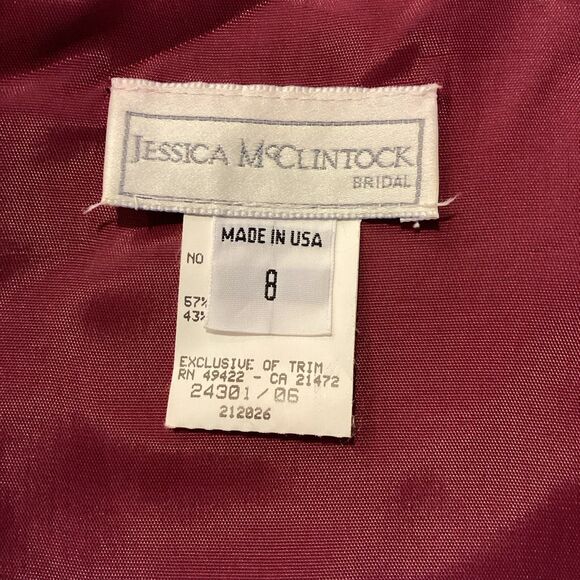 JESSICA McCLINTOCK
BRIDAL
MADE IN USA
8
NO
57%
43%
EXCLUSIVE OF TRIM
RN 49422 - CA 21472
24301/06
212026